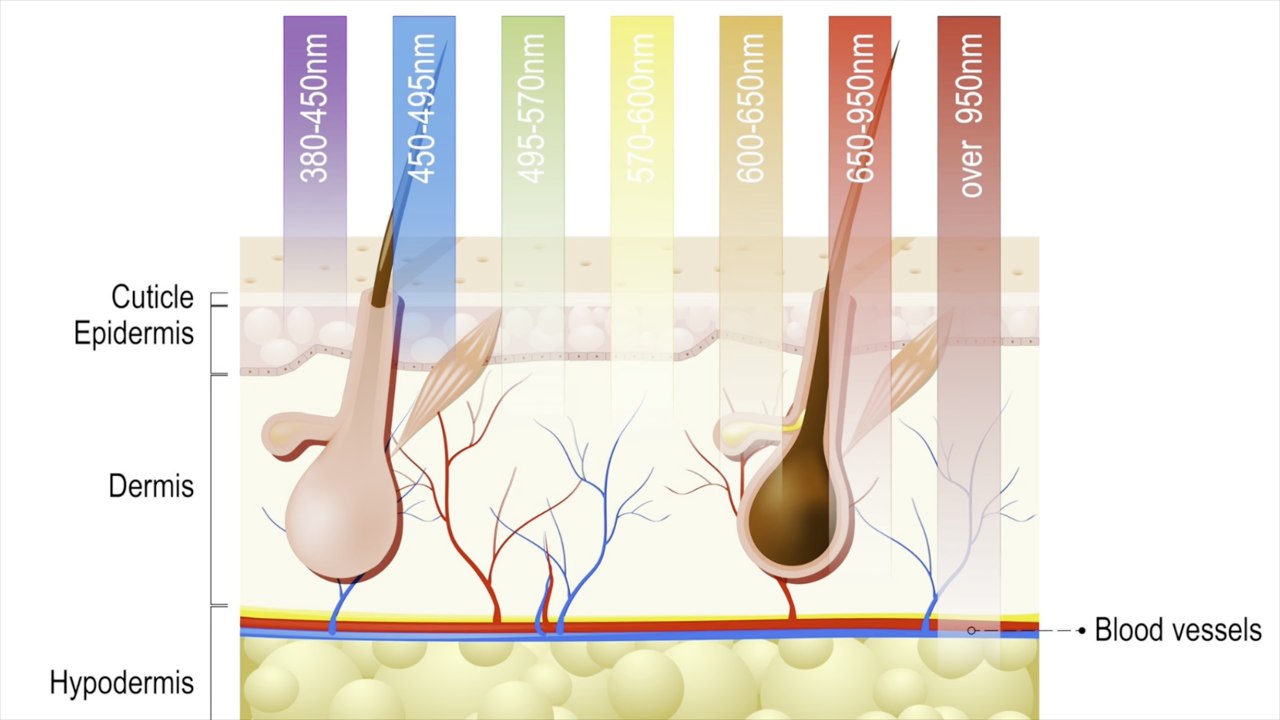 380-450nm
450-495nm
495-570nm
570-600nm
600-650nm
650-950nm
over 950nm
Cuticle
Epidermis
Dermis
Blood vessels
Hypodermis